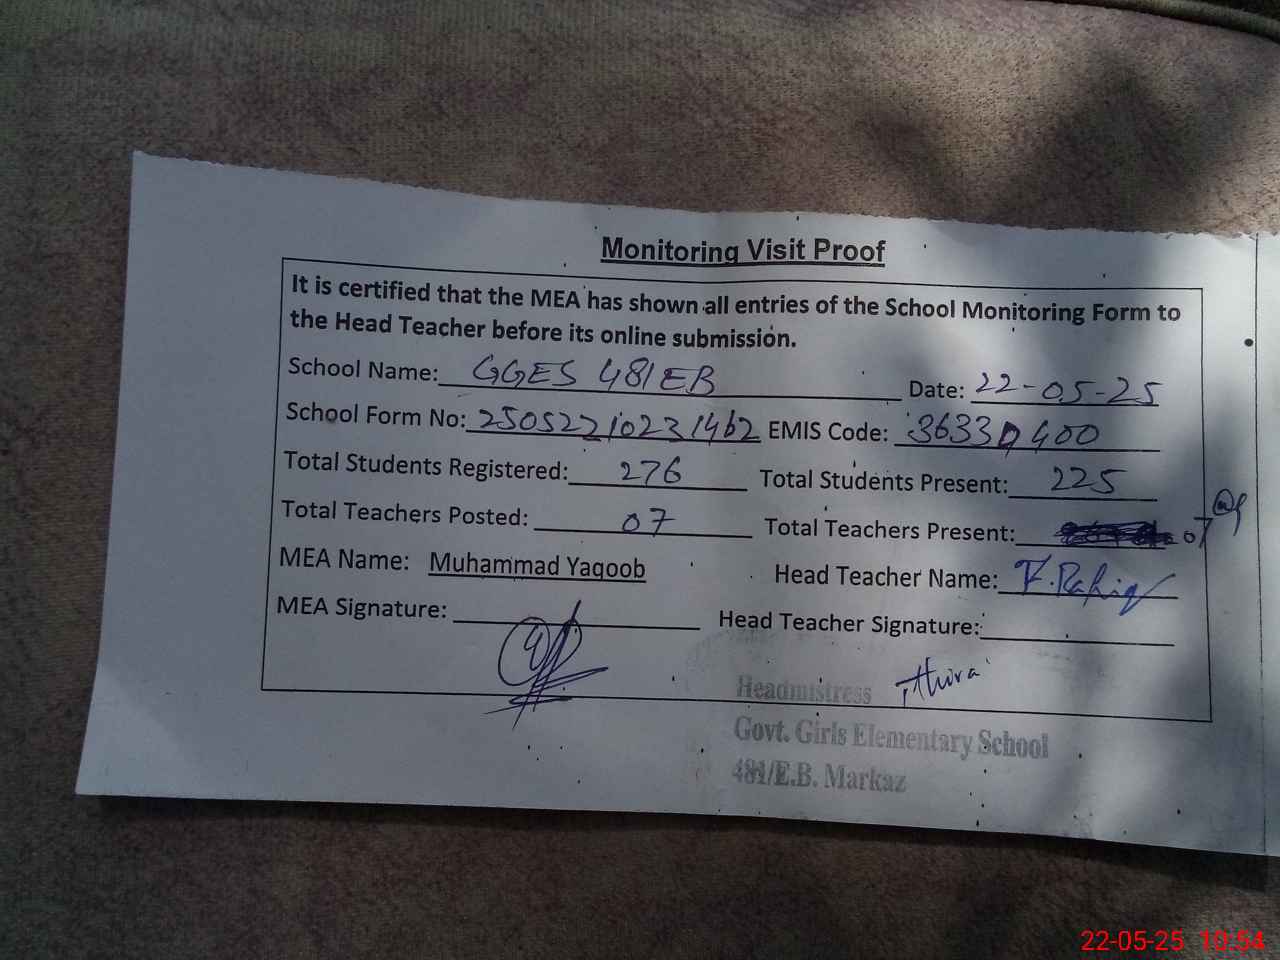 Monitoring Visit Proof
It is certified that the MEA has shown all entries of the School Monitoring Form to
the Head Teacher before its online submission.
School Name: GGES 481EB Date: 22-05-25
School Form No: 25052210231462 EMIS Code: 36330400
Total Students Registered: 276 Total Students Present: 225
Total Teachers Posted: 07 Total Teachers Present: 07
MEA Name: Muhammad Yaqoob Head Teacher Name:
MEA Signature: Head Teacher Signature:
Headmistress
Govt. Girls Elementary School
481/E.B. Markaz
22-05-25 10:54